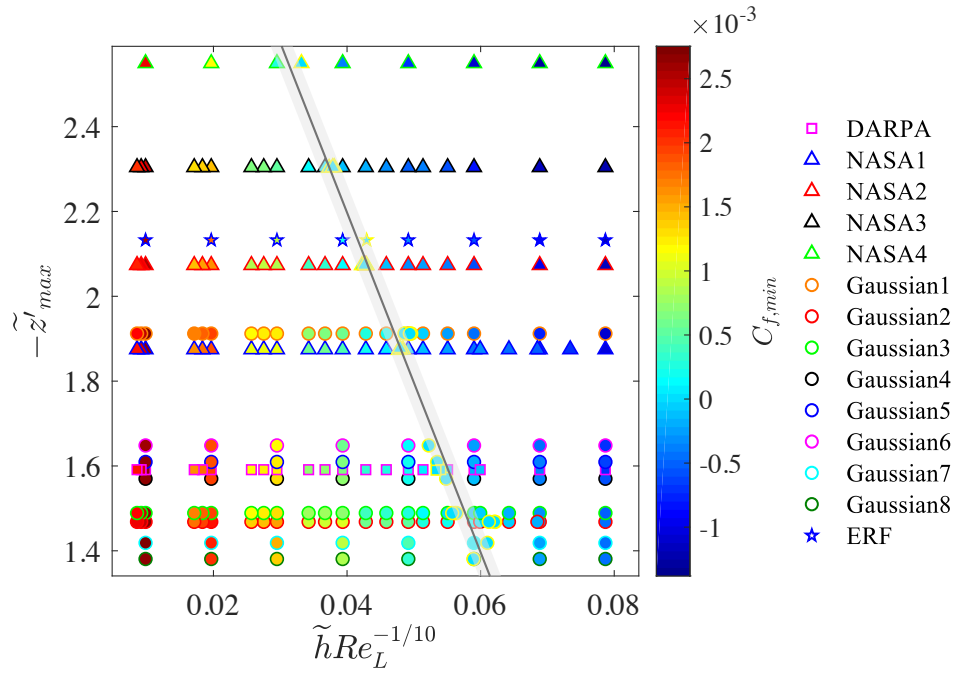 ×10⁻³
2.4
2.2
2
1.8
1.6
1.4
0.02
0.04
0.06
0.08
−z̃′max
h̃Re_L^{−1/10}
2.5
2
1.5
1
0.5
0
-0.5
-1
C_{f,min}
DARPA
NASA1
NASA2
NASA3
NASA4
Gaussian1
Gaussian2
Gaussian3
Gaussian4
Gaussian5
Gaussian6
Gaussian7
Gaussian8
ERF